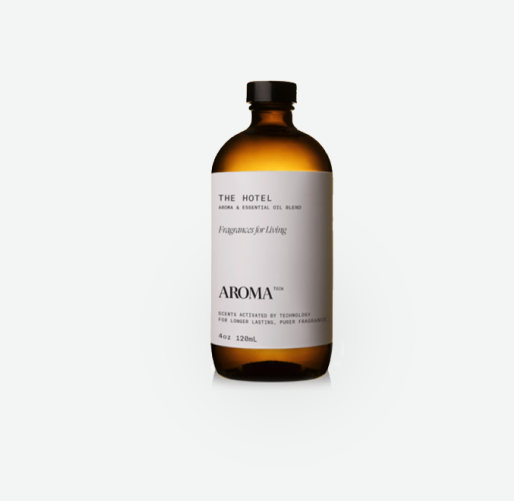 THE HOTEL
AROMA & ESSENTIAL OIL BLEND
Fragrances for Living
AROMA TECH
SCENTS ACTIVATED BY TECHNOLOGY
FOR LONGER LASTING, PURER FRAGRANCE
4oz 120mL